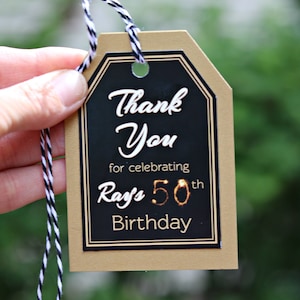 Thank
You
for celebrating
Ray's 50th
Birthday